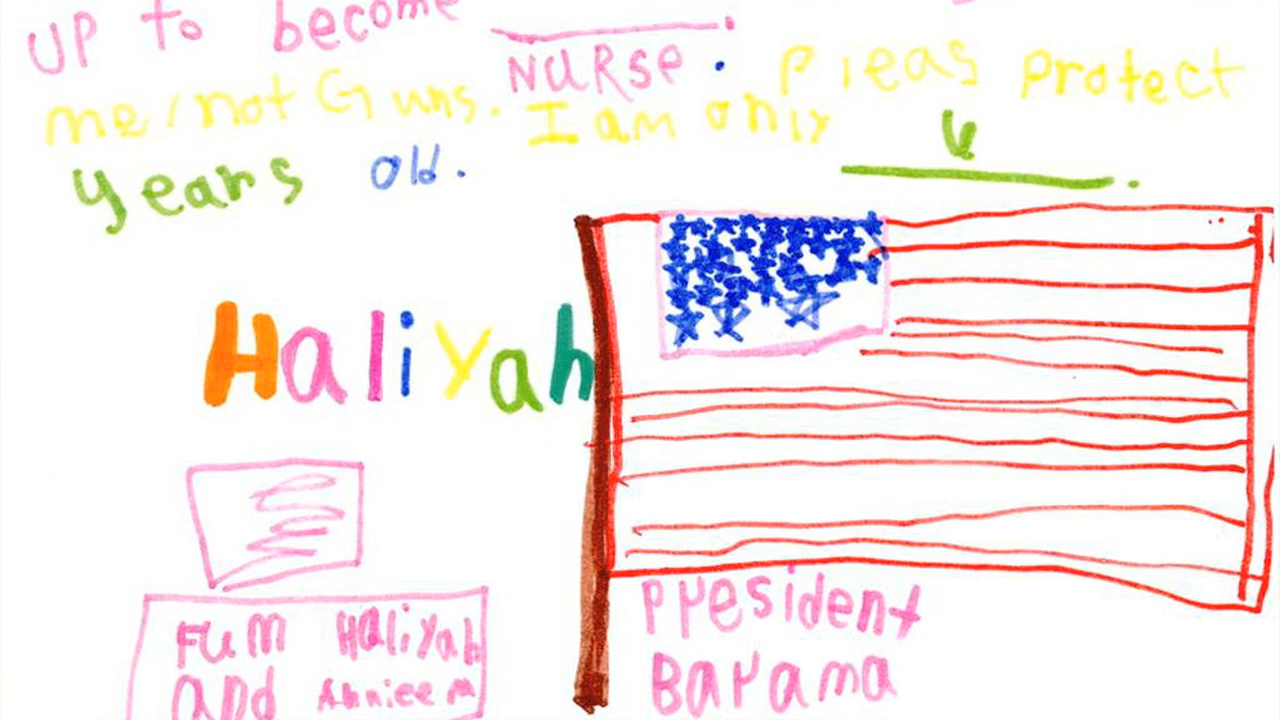 UP to become
NURSE. Pleas Protect
me/not Guns. I am only 6
years old.
Haliyah
President
Barama
Fum Haliyah
and